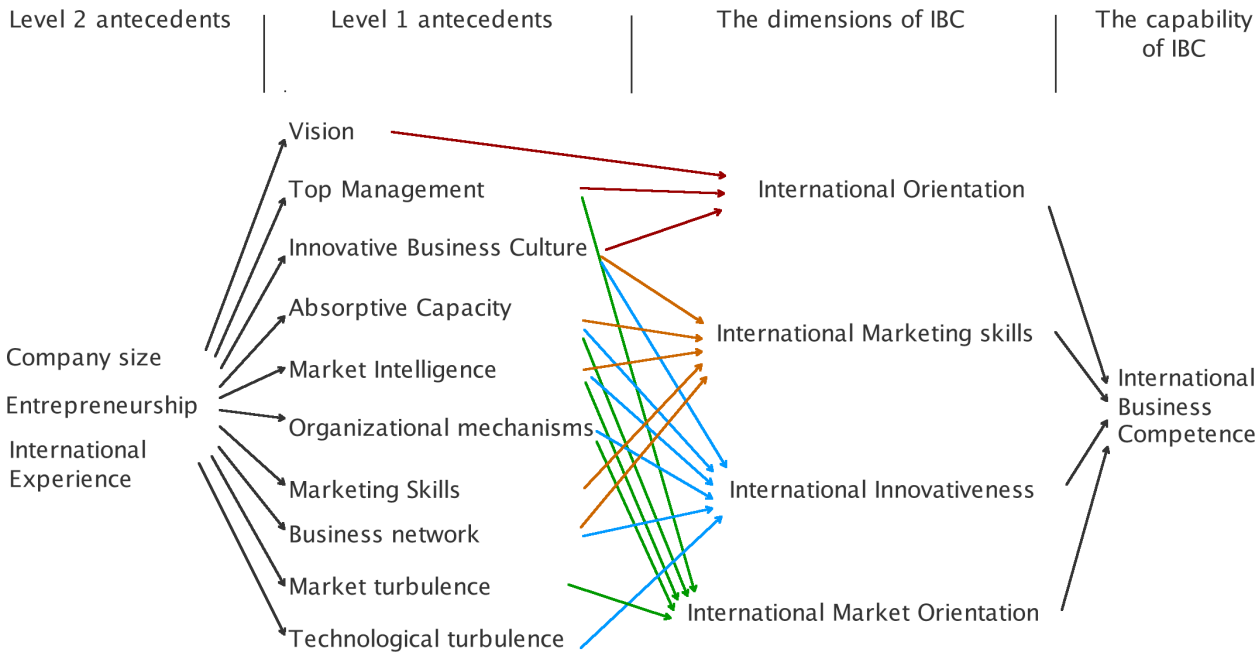 Level 2 antecedents
Level 1 antecedents
The dimensions of IBC
The capability
of IBC
Vision
Top Management
Innovative Business Culture
Absorptive Capacity
Market Intelligence
Organizational mechanisms
Marketing Skills
Business network
Market turbulence
Technological turbulence
Company size
Entrepreneurship
International
Experience
International Orientation
International Marketing skills
International Innovativeness
International Market Orientation
International
Business
Competence